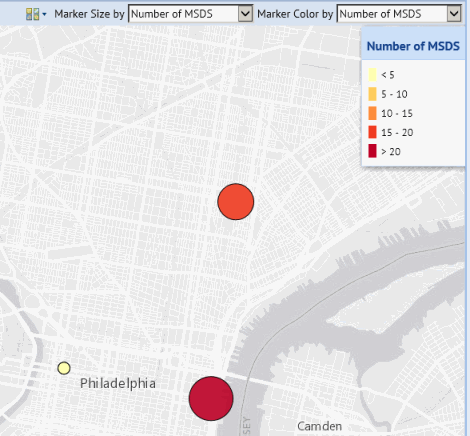 Marker Size by Number of MSDS Marker Color by Number of MSDS
Number of MSDS
< 5
5 - 10
10 - 15
15 - 20
> 20
Philadelphia
Camden
SEY